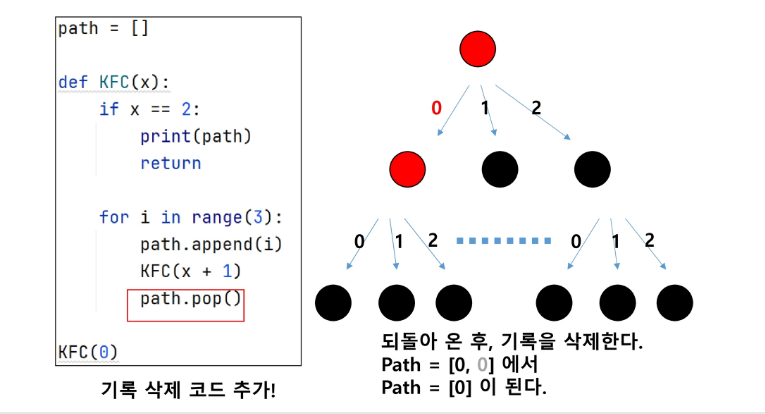 path = []
def KFC(x):
    if x == 2:
        print(path)
        return
    for i in range(3):
        path.append(i)
        KFC(x + 1)
        path.pop()
KFC(0)
기록 삭제 코드 추가!
0 1 2
0 1 2 0 1 2
되돌아 온 후, 기록을 삭제한다.
Path = [0, 0] 에서
Path = [0] 이 된다.